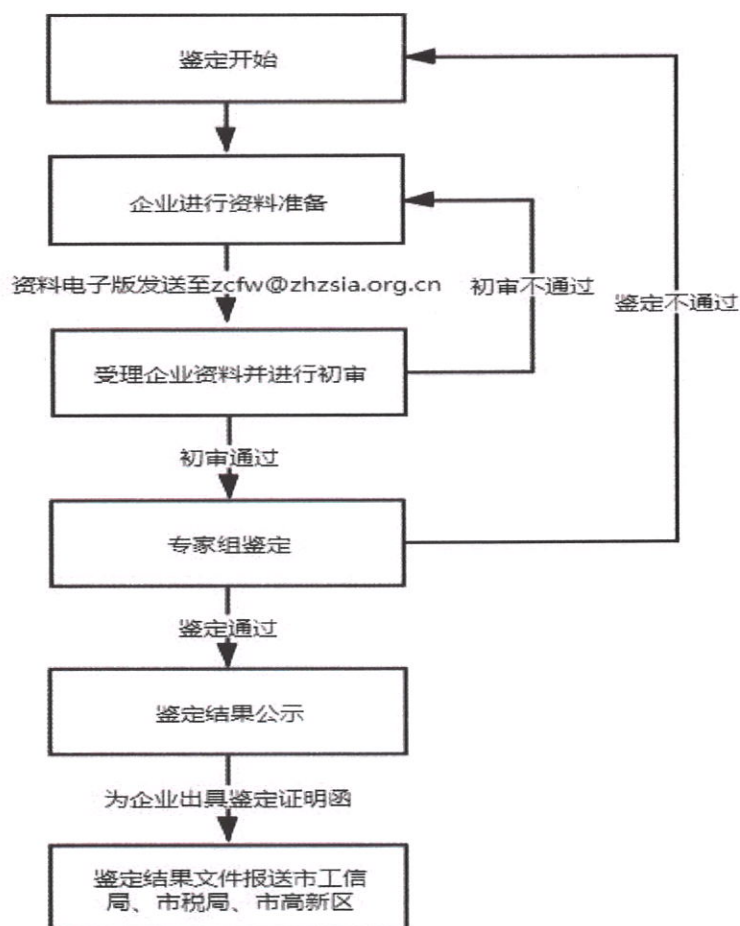 鉴定开始
企业进行资料准备
资料电子版发送至zcfw@zhzsia.org.cn
初审不通过
鉴定不通过
受理企业资料并进行初审
初审通过
专家组鉴定
鉴定通过
鉴定结果公示
为企业出具鉴定证明函
鉴定结果文件报送市工信
局、市税局、市高新区